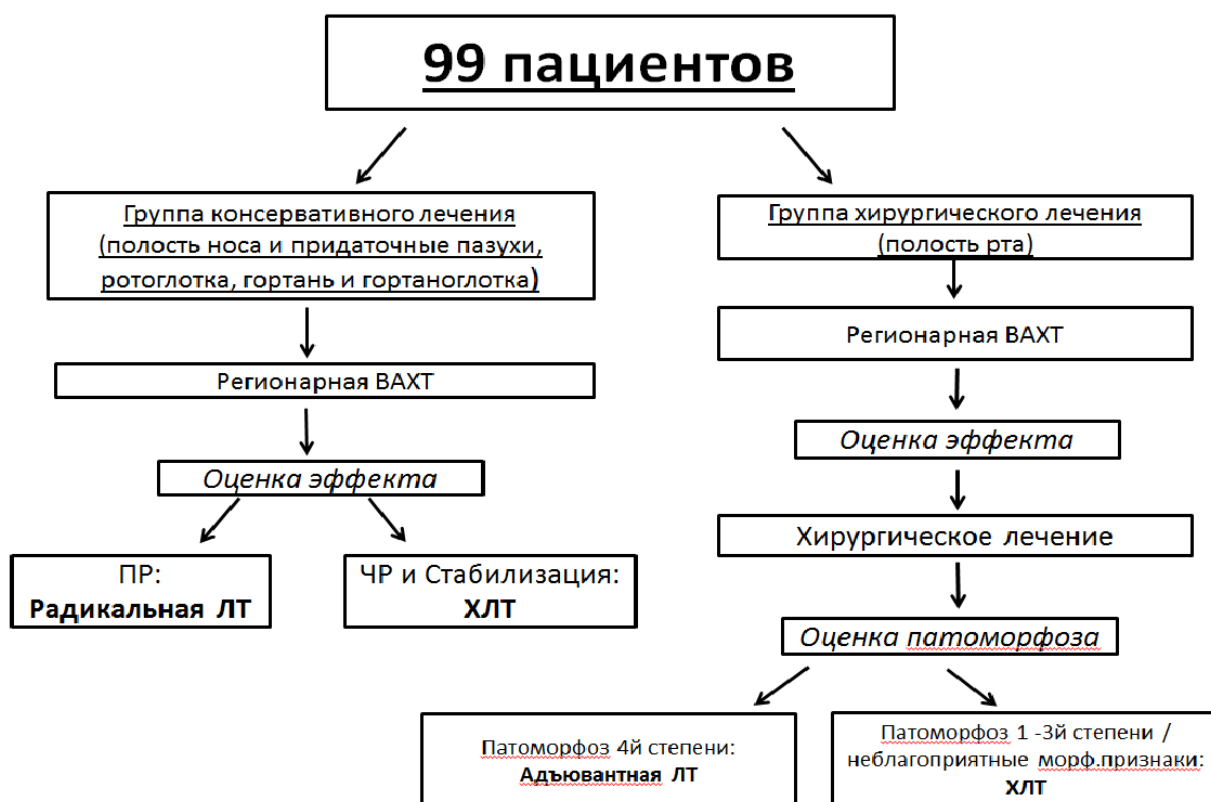 99 пациентов
Группа консервативного лечения
(полость носа и придаточные пазухи,
ротоглотка, гортань и гортаноглотка)
Регионарная ВАХТ
Оценка эффекта
ПР:
Радикальная ЛТ
ЧР и Стабилизация:
ХЛТ
Группа хирургического лечения
(полость рта)
Регионарная ВАХТ
Оценка эффекта
Хирургическое лечение
Оценка патоморфоза
Патоморфоз 4й степени:
Адъювантная ЛТ
Патоморфоз 1 -3й степени /
неблагоприятные морф.признаки:
ХЛТ